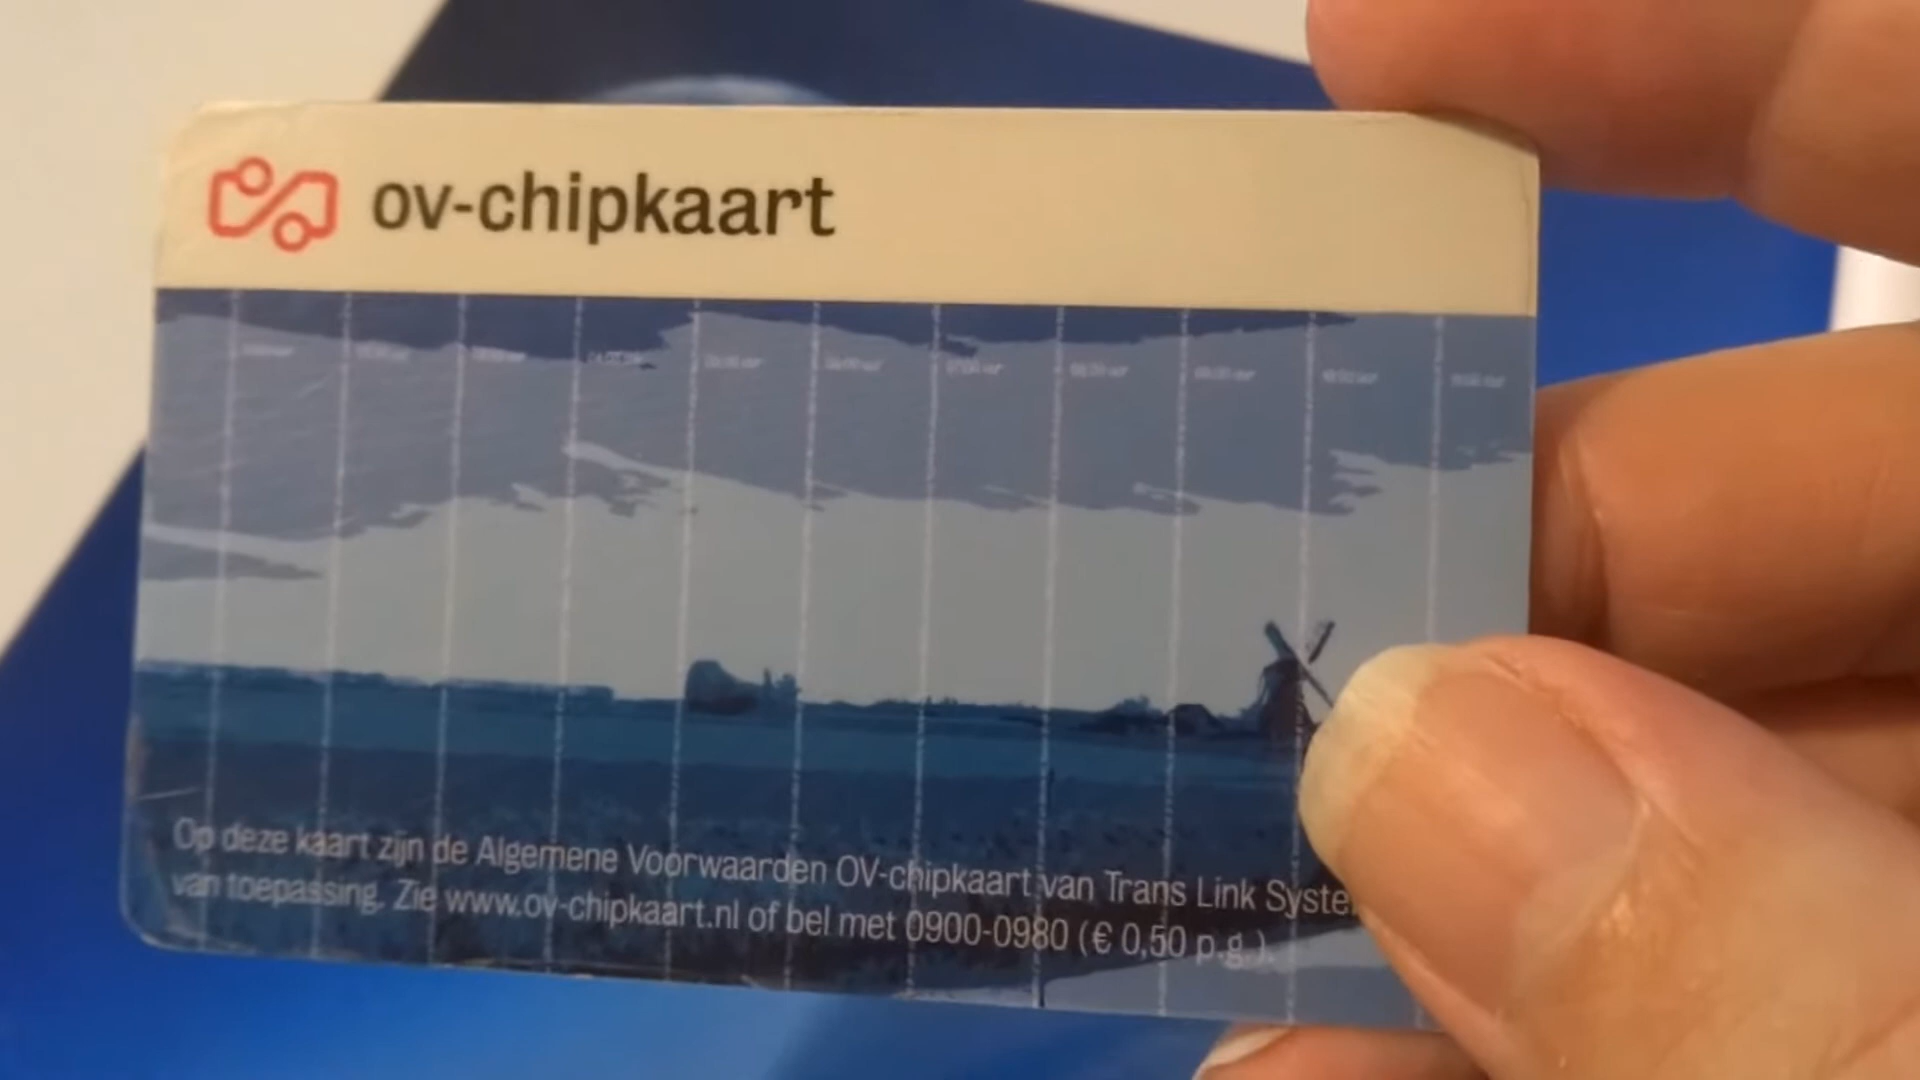 ov-chipkaart
Op deze kaart zijn de Algemene Voorwaarden OV-chipkaart van Trans Link
van toepassing. Zie www.ov-chipkaart.nl of bel met 0900-0980 (€ 0,50 p.g.).